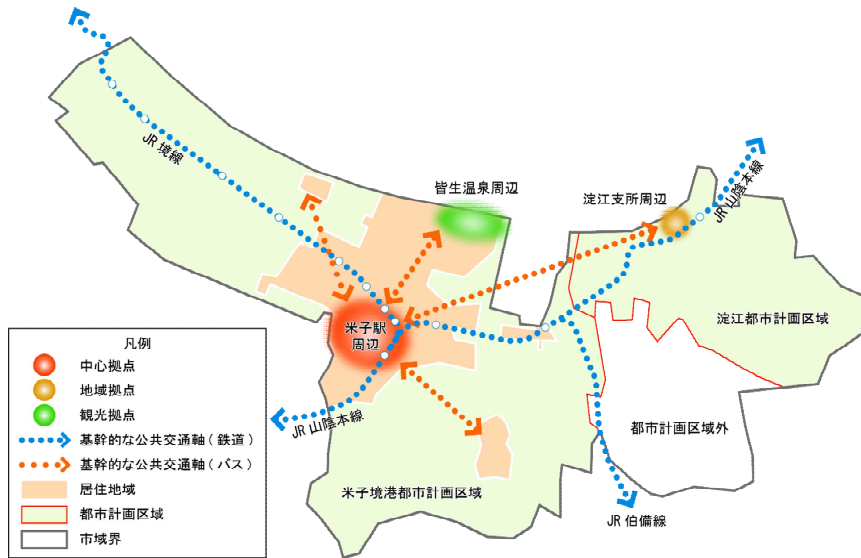 JR境線
皆生温泉周辺
淀江支所周辺
JR山陰本線
米子駅
周辺
淀江都市計画区域
JR山陰本線
都市計画区域外
米子境港都市計画区域
JR伯備線
凡例
中心拠点
地域拠点
観光拠点
基幹的な公共交通軸(鉄道)
基幹的な公共交通軸(バス)
居住地域
都市計画区域
市域界